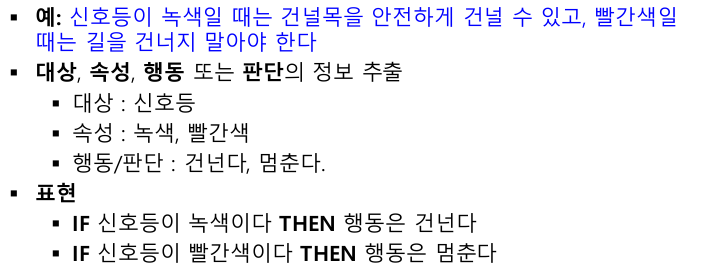 ▪ 예: 신호등이 녹색일 때는 건널목을 안전하게 건널 수 있고, 빨간색일
때는 길을 건너지 말아야 한다
▪ 대상, 속성, 행동 또는 판단의 정보 추출
▪ 대상 : 신호등
▪ 속성 : 녹색, 빨간색
▪ 행동/판단 : 건넌다, 멈춘다.
▪ 표현
▪ IF 신호등이 녹색이다 THEN 행동은 건넌다
▪ IF 신호등이 빨간색이다 THEN 행동은 멈춘다